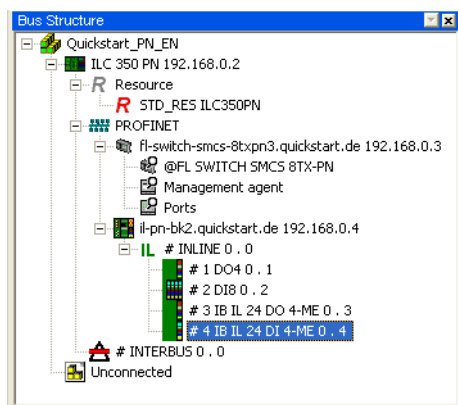 Bus Structure
Quickstart_PN_EN
ILC 350 PN 192.168.0.2
R Resource
R STD_RES ILC350PN
PROFINET
fl-switch-smcs-8txpn3.quickstart.de 192.168.0.3
@FL SWITCH SMCS 8TX-PN
Management agent
Ports
il-pn-bk2.quickstart.de 192.168.0.4
IL # INLINE 0 . 0
# 1 DO4 0 . 1
# 2 DI8 0 . 2
# 3 IB IL 24 DO 4-ME 0 . 3
# 4 IB IL 24 DI 4-ME 0 . 4
# INTERBUS 0 . 0
Unconnected